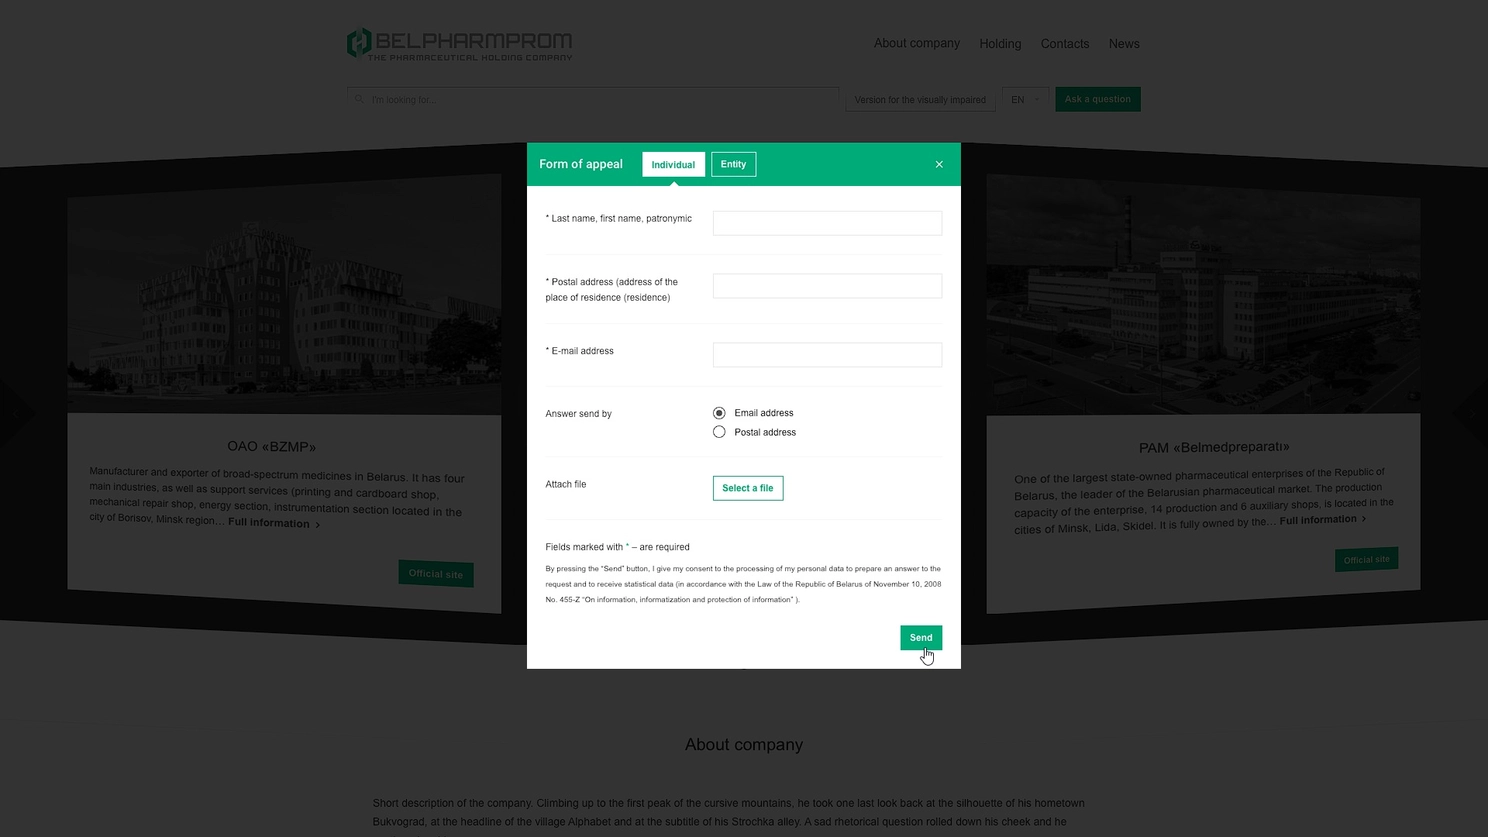 BELPHARMPROM
THE PHARMACEUTICAL HOLDING COMPANY
About company
Holding
Contacts
News
I'm looking for...
Version for the visually impaired
EN
Ask a question
Form of appeal
Individual
Entity
* Last name, first name, patronymic
* Postal address (address of the
place of residence (residence)
* E-mail address
Answer send by
Email address
Postal address
Attach file
Select a file
Fields marked with * – are required
By pressing the "Send" button, I give my consent to the processing of my personal data to prepare an answer to the
request and to receive statistical data (in accordance with the Law of the Republic of Belarus of November 10, 2008
No. 455-Z "On information, informatization and protection of information" ).
Send
OAO «BZMP»
Manufacturer and exporter of broad-spectrum medicines in Belarus. It has four
main industries, as well as support services (printing and cardboard shop,
mechanical repair shop, energy section, instrumentation section located in the
city of Borisov, Minsk region... Full information
Official site
PAM «Belmedpreparati»
One of the largest state-owned pharmaceutical enterprises of the Republic of
Belarus, the leader of the Belarusian pharmaceutical market. The production
capacity of the enterprise, 14 production and 6 auxiliary shops, is located in the
cities of Minsk, Lida, Skidel. It is fully owned by the... Full information
Official site
About company
Short description of the company. Climbing up to the first peak of the cursive mountains, he took one last look back at the silhouette of his hometown
Bukvograd, at the headline of the village Alphabet and at the subtitle of his Strochka alley. A sad rhetorical question rolled down his cheek and he